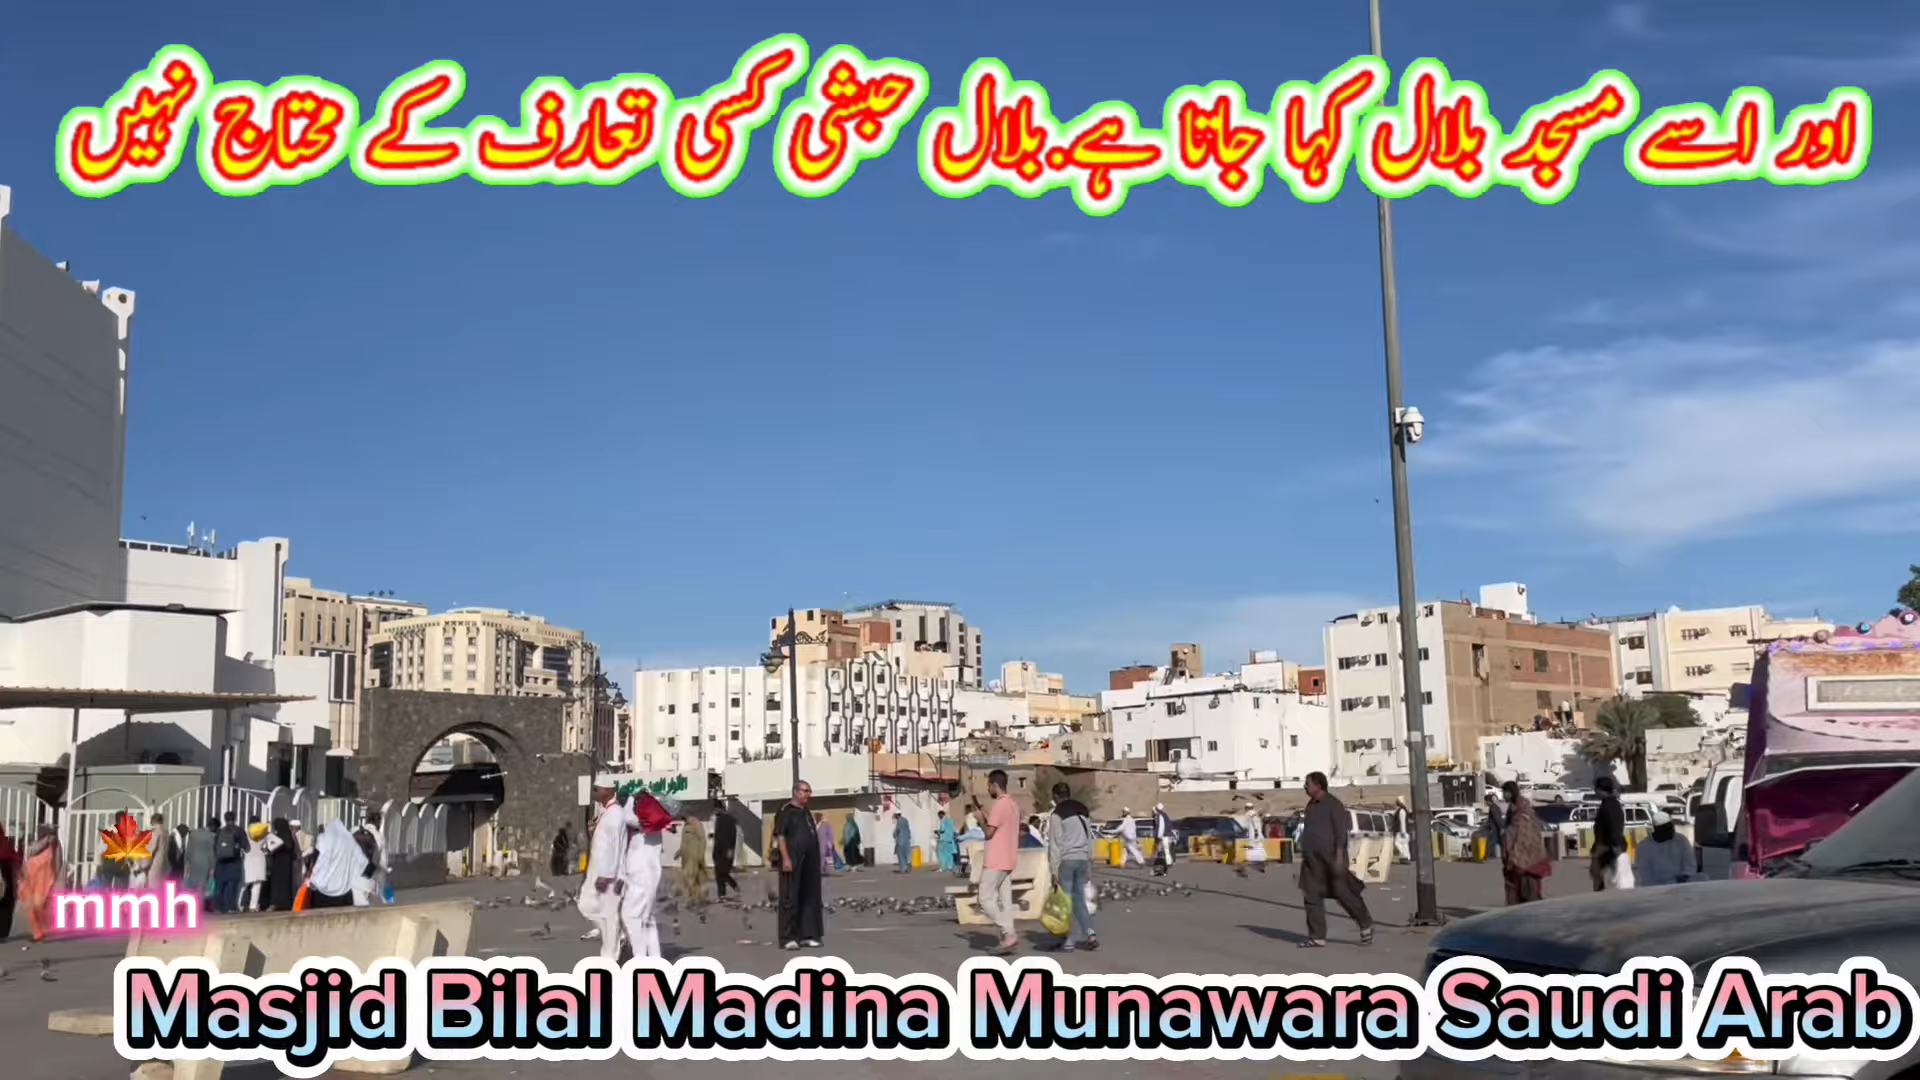 اور اسے مسجد بلال کہا جاتا ہے.بلال حبشی کسی تعارف کے محتاج نہیں
mmh
Masjid Bilal Madina Munawara Saudi Arab